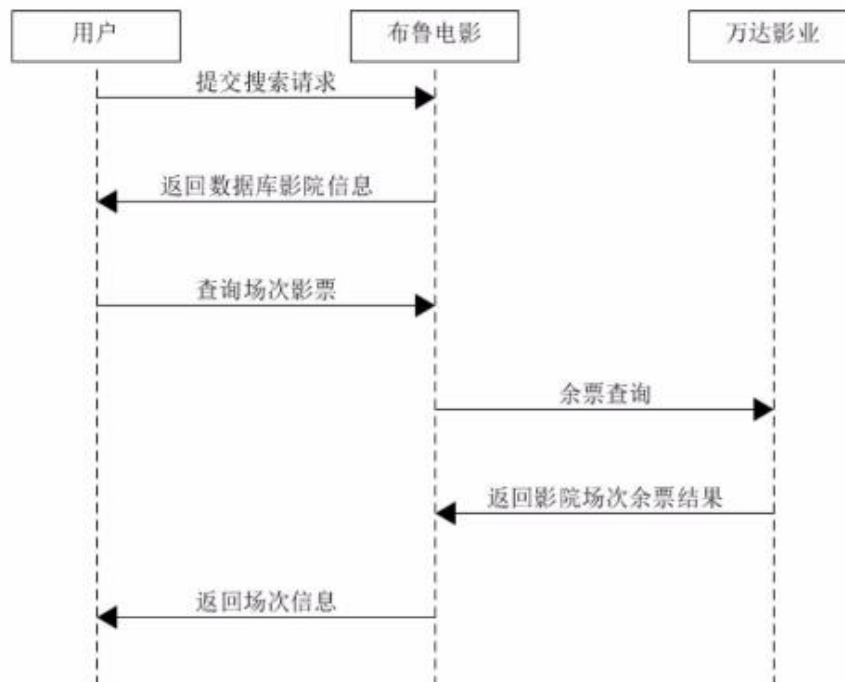 用户
布鲁电影
万达影业
提交搜索请求
返回数据库影院信息
查询场次影票
余票查询
返回影院场次余票结果
返回场次信息